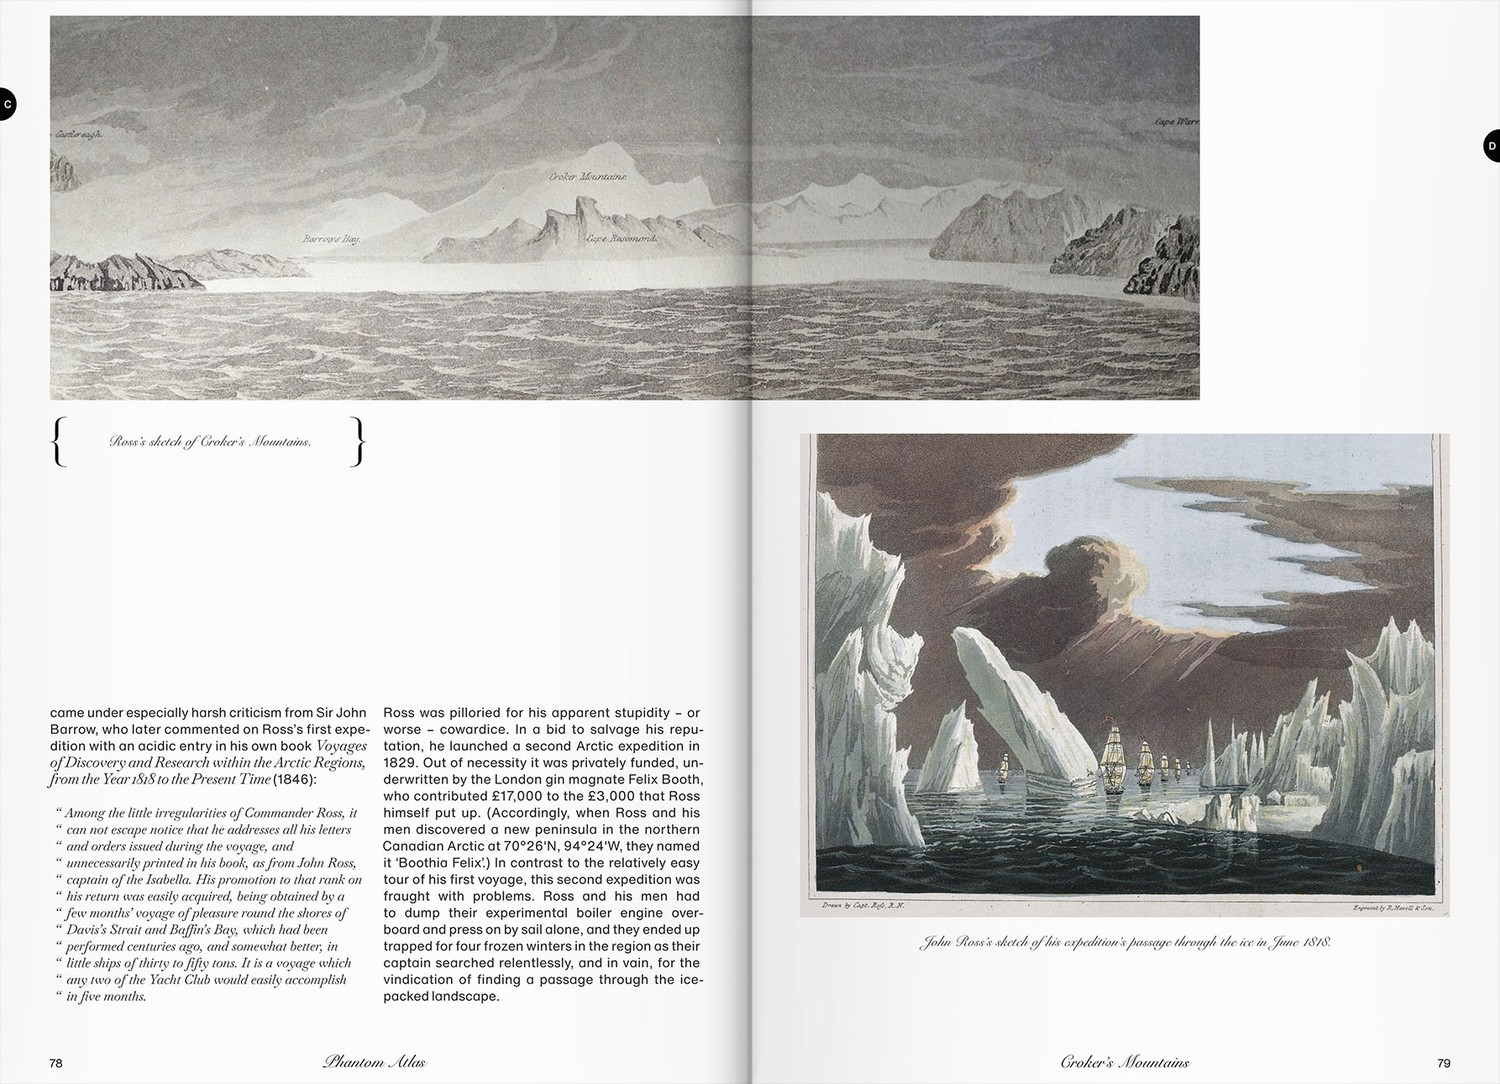 C
Castlereagh.
Cape Warr
D
Croker Mountains.
Barrow's Bay.
Cape Rosamond.
Ross's sketch of Croker's Mountains.
came under especially harsh criticism from Sir John
Barrow, who later commented on Ross's first expe-
dition with an acidic entry in his own book Voyages
of Discovery and Research within the Arctic Regions,
from the Year 1818 to the Present Time (1846):
“ Among the little irregularities of Commander Ross, it
“ can not escape notice that he addresses all his letters
“ and orders issued during the voyage, and
“ unnecessarily printed in his book, as from John Ross,
“ captain of the Isabella. His promotion to that rank on
“ his return was easily acquired, being obtained by a
“ few months' voyage of pleasure round the shores of
“ Davis's Strait and Baffin's Bay, which had been
“ performed centuries ago, and somewhat better, in
“ little ships of thirty to fifty tons. It is a voyage which
“ any two of the Yacht Club would easily accomplish
“ in five months.
Ross was pilloried for his apparent stupidity – or
worse – cowardice. In a bid to salvage his repu-
tation, he launched a second Arctic expedition in
1829. Out of necessity it was privately funded, un-
derwritten by the London gin magnate Felix Booth,
who contributed £17,000 to the £3,000 that Ross
himself put up. (Accordingly, when Ross and his
men discovered a new peninsula in the northern
Canadian Arctic at 70°26'N, 94°24'W, they named
it ‘Boothia Felix’.) In contrast to the relatively easy
tour of his first voyage, this second expedition was
fraught with problems. Ross and his men had
to dump their experimental boiler engine over-
board and press on by sail alone, and they ended up
trapped for four frozen winters in the region as their
captain searched relentlessly, and in vain, for the
vindication of finding a passage through the ice-
packed landscape.
Drawn by Capt. Ross, R.N.
Engraved by R. Havell & Son.
John Ross's sketch of his expedition's passage through the ice in June 1818.
78
Phantom Atlas
Croker's Mountains
79